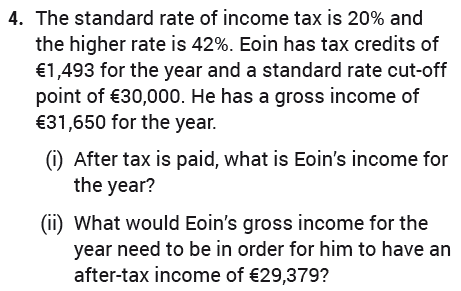 4. The standard rate of income tax is 20% and
the higher rate is 42%. Eoin has tax credits of
€1,493 for the year and a standard rate cut-off
point of €30,000. He has a gross income of
€31,650 for the year.
(i) After tax is paid, what is Eoin's income for
the year?
(ii) What would Eoin's gross income for the
year need to be in order for him to have an
after-tax income of €29,379?